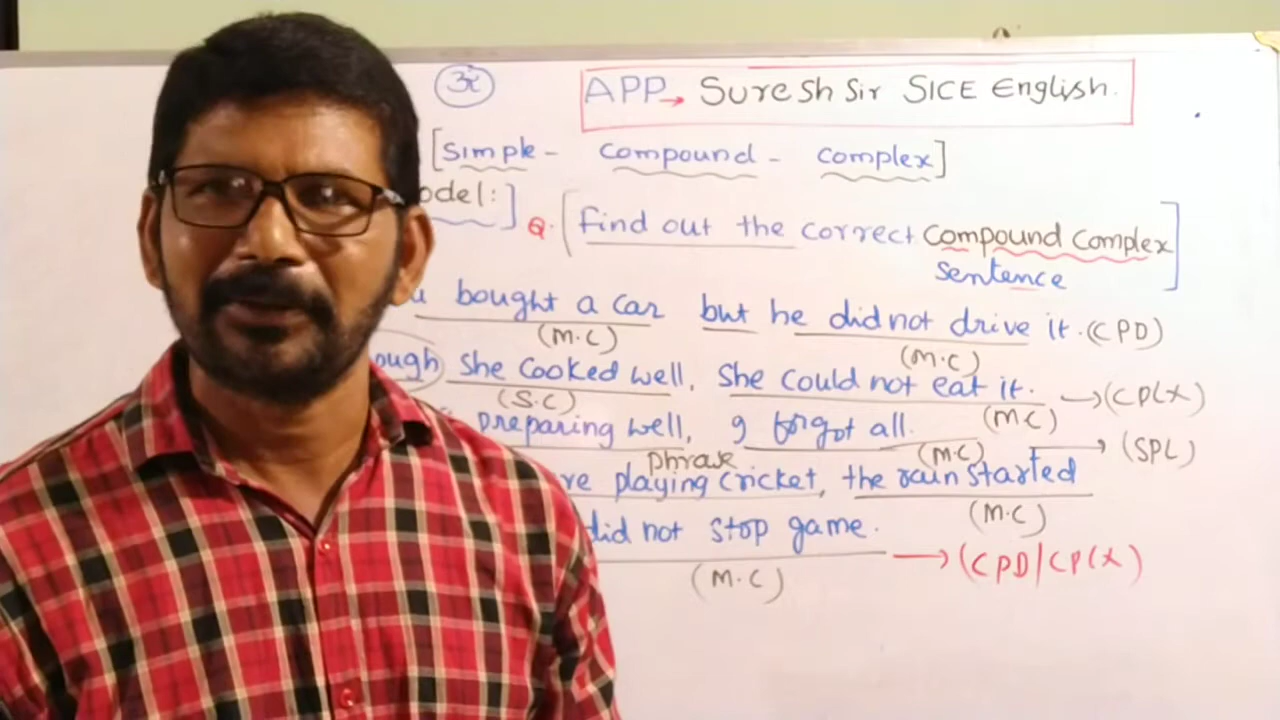 APP → Suresh Sir SICE English.
[Simple - compound - complex]
odel:]
Q. [find out the correct compound complex
sentence]
bought a car but he did not drive it. (CPD)
(M.C) (M.C)
ough she cooked well, she could not eat it. → (CPLX)
(S.C) (M.C)
preparing well, I forgot all. → (SPL)
phrase (M.C)
re playing cricket, the rain started
(M.C)
did not stop game. → (CPD/CPLX)
(M.C)